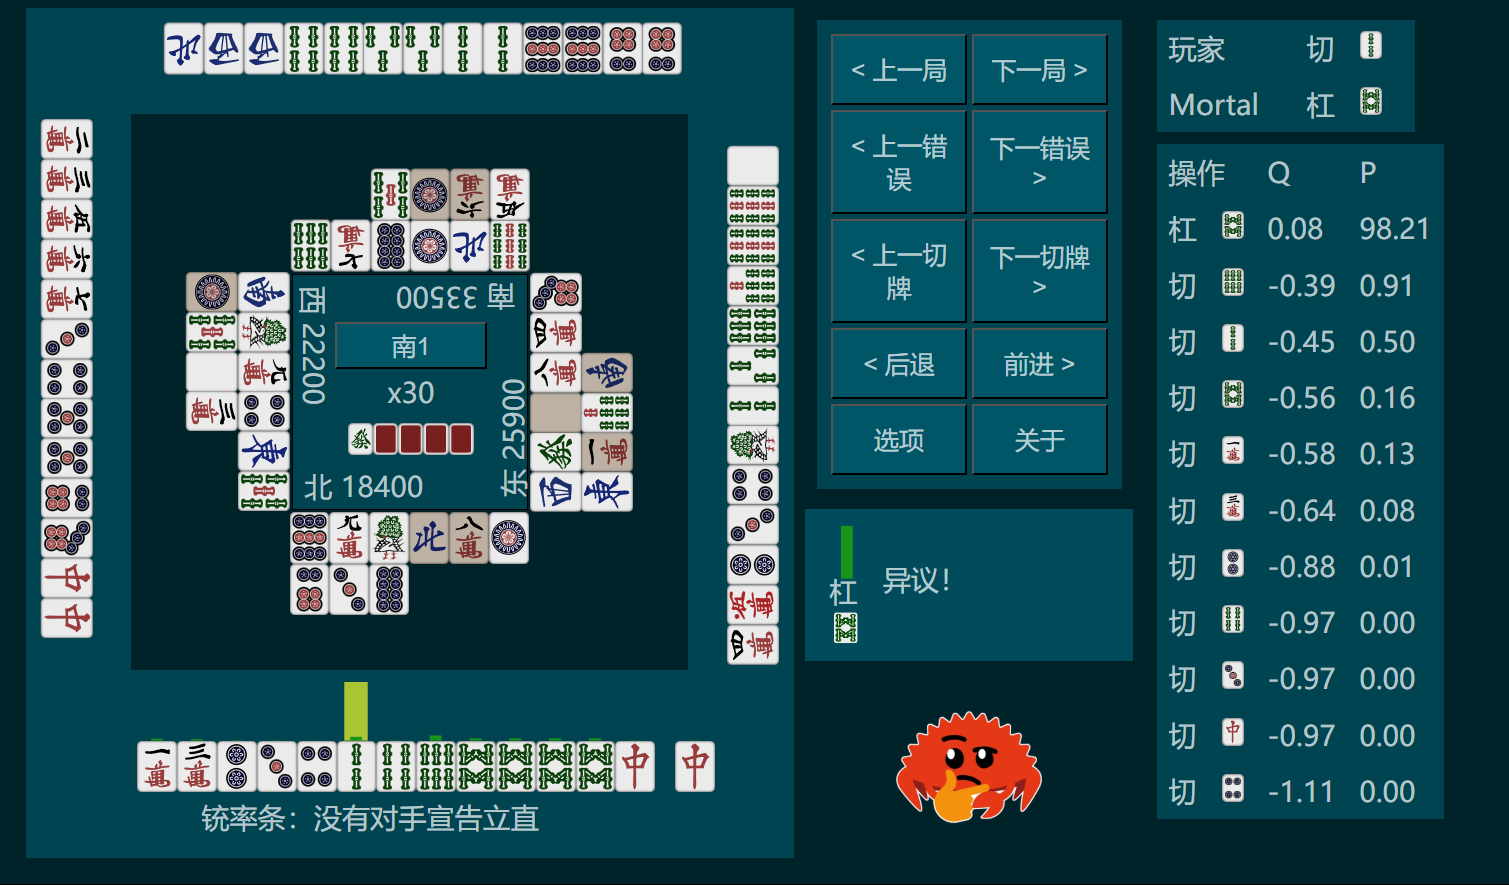 < 上一局
下一局 >
< 上一错误
下一错误 >
< 上一切牌
下一切牌 >
< 后退
前进 >
选项
关于
玩家 切
Mortal 杠
操作 Q P
杠 0.08 98.21
切 -0.39 0.91
切 -0.45 0.50
切 -0.56 0.16
切 -0.58 0.13
切 -0.64 0.08
切 -0.88 0.01
切 -0.97 0.00
切 -0.97 0.00
切 -0.97 0.00
切 -1.11 0.00
杠
异议!
南 33500
西 22200
南1
x30
东 25900
北 18400
铳率条：没有对手宣告立直